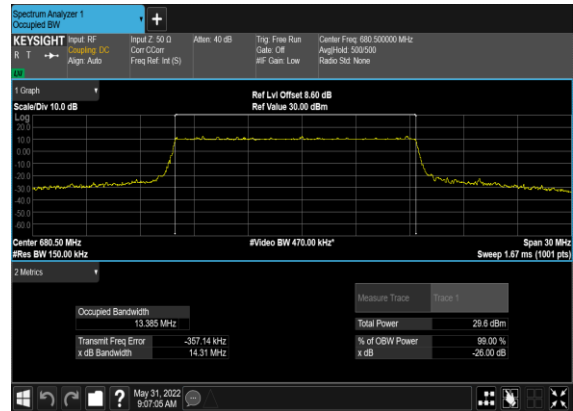 Spectrum Analyzer 1
Occupied BW
+
KEYSIGHT
R T
Input: RF
Coupling: DC
Align: Auto
Input Z: 50 Ω
Corr CCorr
Freq Ref: Int (S)
Atten: 40 dB
Trig: Free Run
Gate: Off
#IF Gain: Low
Center Freq: 680.500000 MHz
Avg|Hold: 500/500
Radio Std: None
1 Graph
Scale/Div 10.0 dB
Ref Lvl Offset 8.60 dB
Ref Value 30.00 dBm
Log
20.0
10.0
0.00
-10.0
-20.0
-30.0
-40.0
-50.0
-60.0
Center 680.50 MHz
#Video BW 470.00 kHz*
Span 30 MHz
#Res BW 150.00 kHz
Sweep 1.67 ms (1001 pts)
2 Metrics
Measure Trace
Trace 1
Occupied Bandwidth
13.385 MHz
Total Power
29.6 dBm
Transmit Freq Error
-357.14 kHz
% of OBW Power
99.00 %
x dB Bandwidth
14.31 MHz
x dB
-26.00 dB
?
May 31, 2022
9:07:05 AM